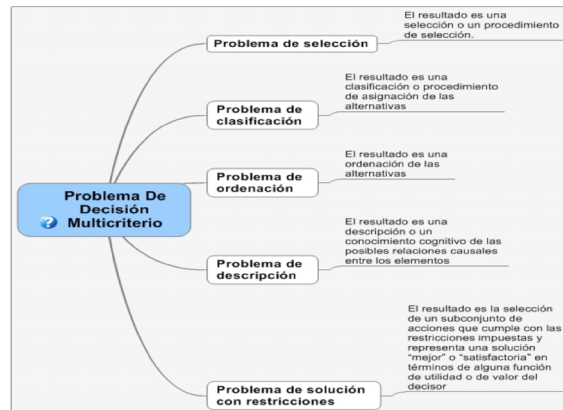 El resultado es una
selección o un procedimiento
de selección.
Problema de selección
El resultado es una
clasificación o procedimiento
de asignación de las
alternativas
Problema de
clasificación
El resultado es una
ordenación de las
alternativas
Problema de
ordenación
Problema De
Decisión
Multicriterio
El resultado es una
descripción o un
conocimiento cognitivo de las
posibles relaciones causales
entre los elementos
Problema de
descripción
El resultado es la selección
de un subconjunto de
acciones que cumple con las
restricciones impuestas y
representa una solución
“mejor” o “satisfactoria” en
términos de alguna función
de utilidad o de valor del
decisor
Problema de solución
con restricciones